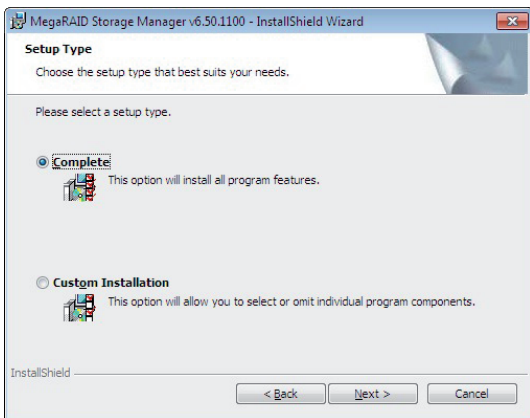 MegaRAID Storage Manager v6.50.1100 - InstallShield Wizard
Setup Type
Choose the setup type that best suits your needs.
Please select a setup type.
Complete
This option will install all program features.
Custom Installation
This option will allow you to select or omit individual program components.
InstallShield
< Back
Next >
Cancel